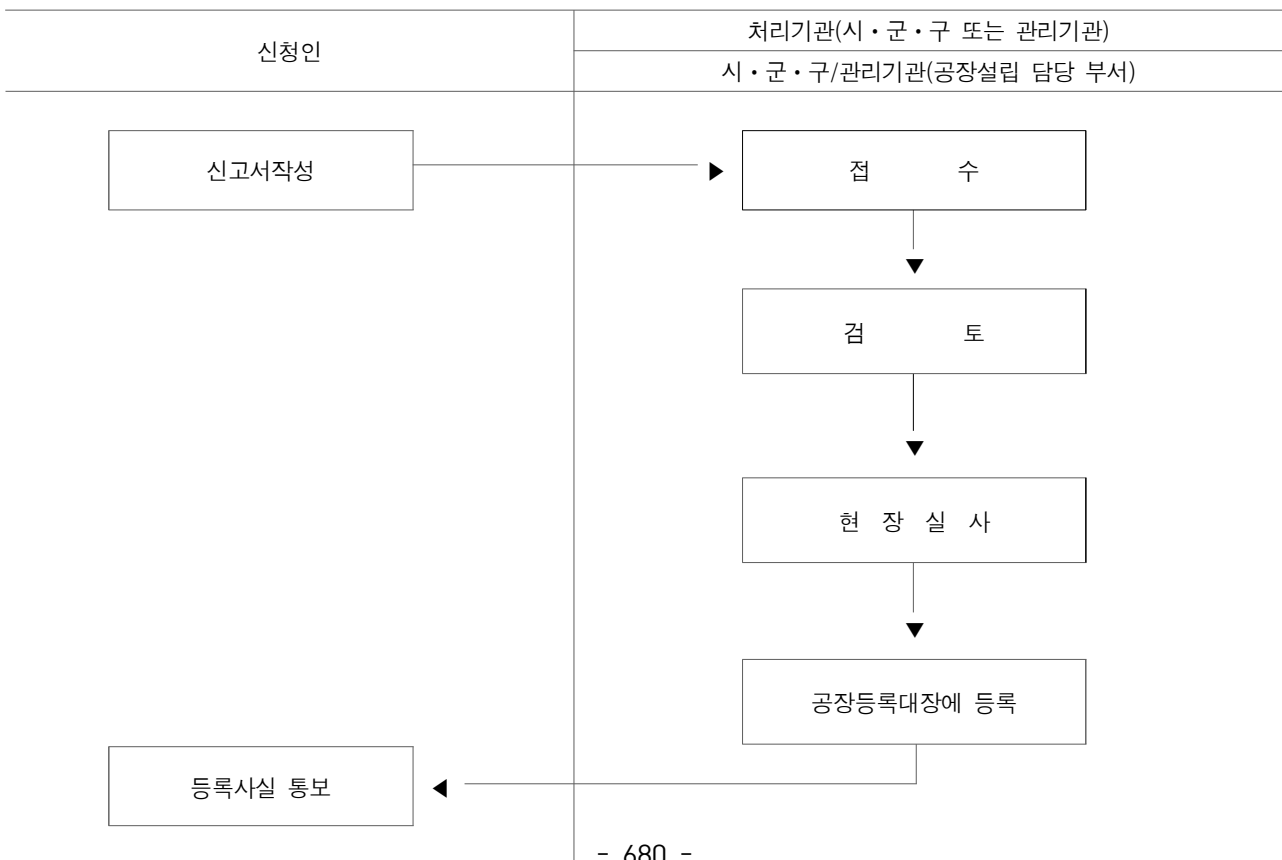 신청인
처리기관(시・군・구 또는 관리기관)
시・군・구/관리기관(공장설립 담당 부서)
신고서작성
접 수
검 토
현 장 실 사
공장등록대장에 등록
등록사실 통보
- 680 -